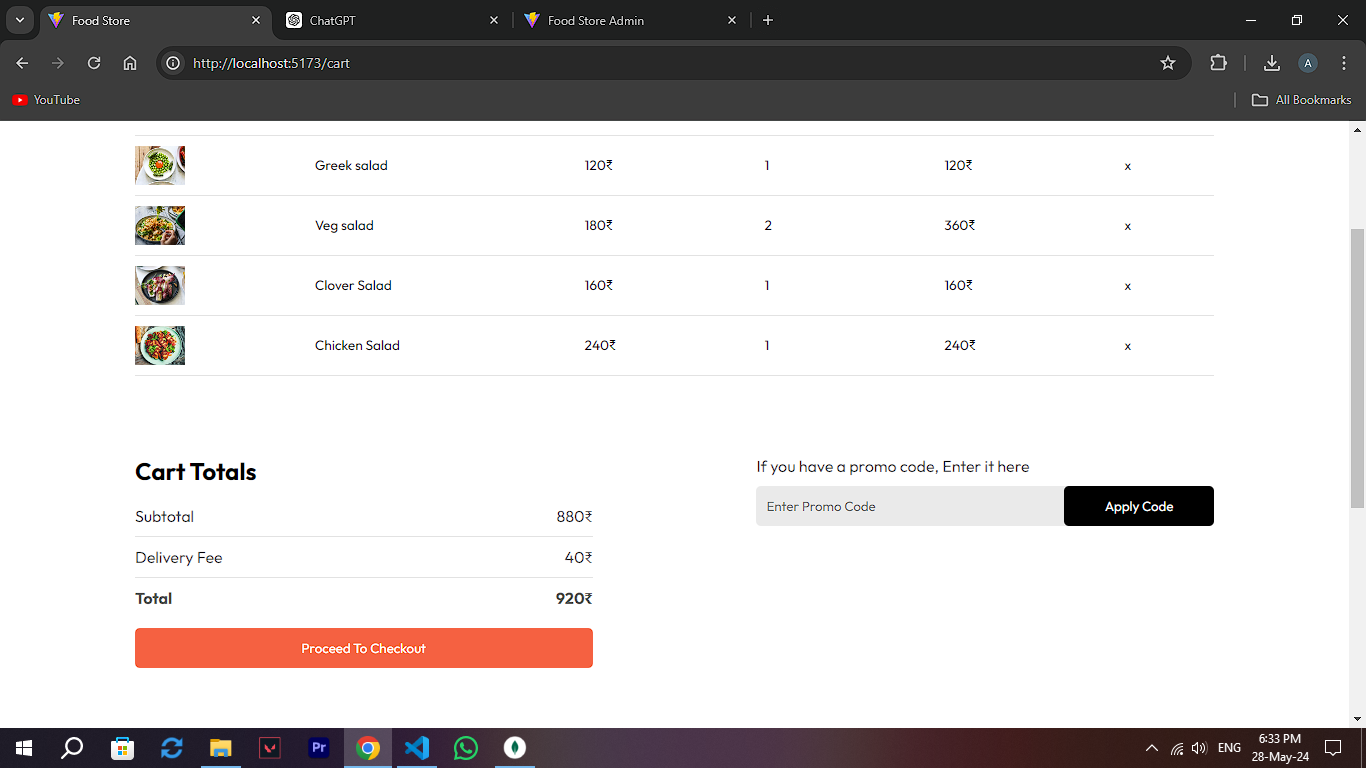 Food Store
ChatGPT
Food Store Admin
http://localhost:5173/cart
A
YouTube
All Bookmarks
Greek salad 120₹ 1 120₹ x
Veg salad 180₹ 2 360₹ x
Clover Salad 160₹ 1 160₹ x
Chicken Salad 240₹ 1 240₹ x
Cart Totals
Subtotal 880₹
Delivery Fee 40₹
Total 920₹
Proceed To Checkout
If you have a promo code, Enter it here
Enter Promo Code
Apply Code
Pr
ENG
6:33 PM
28-May-24